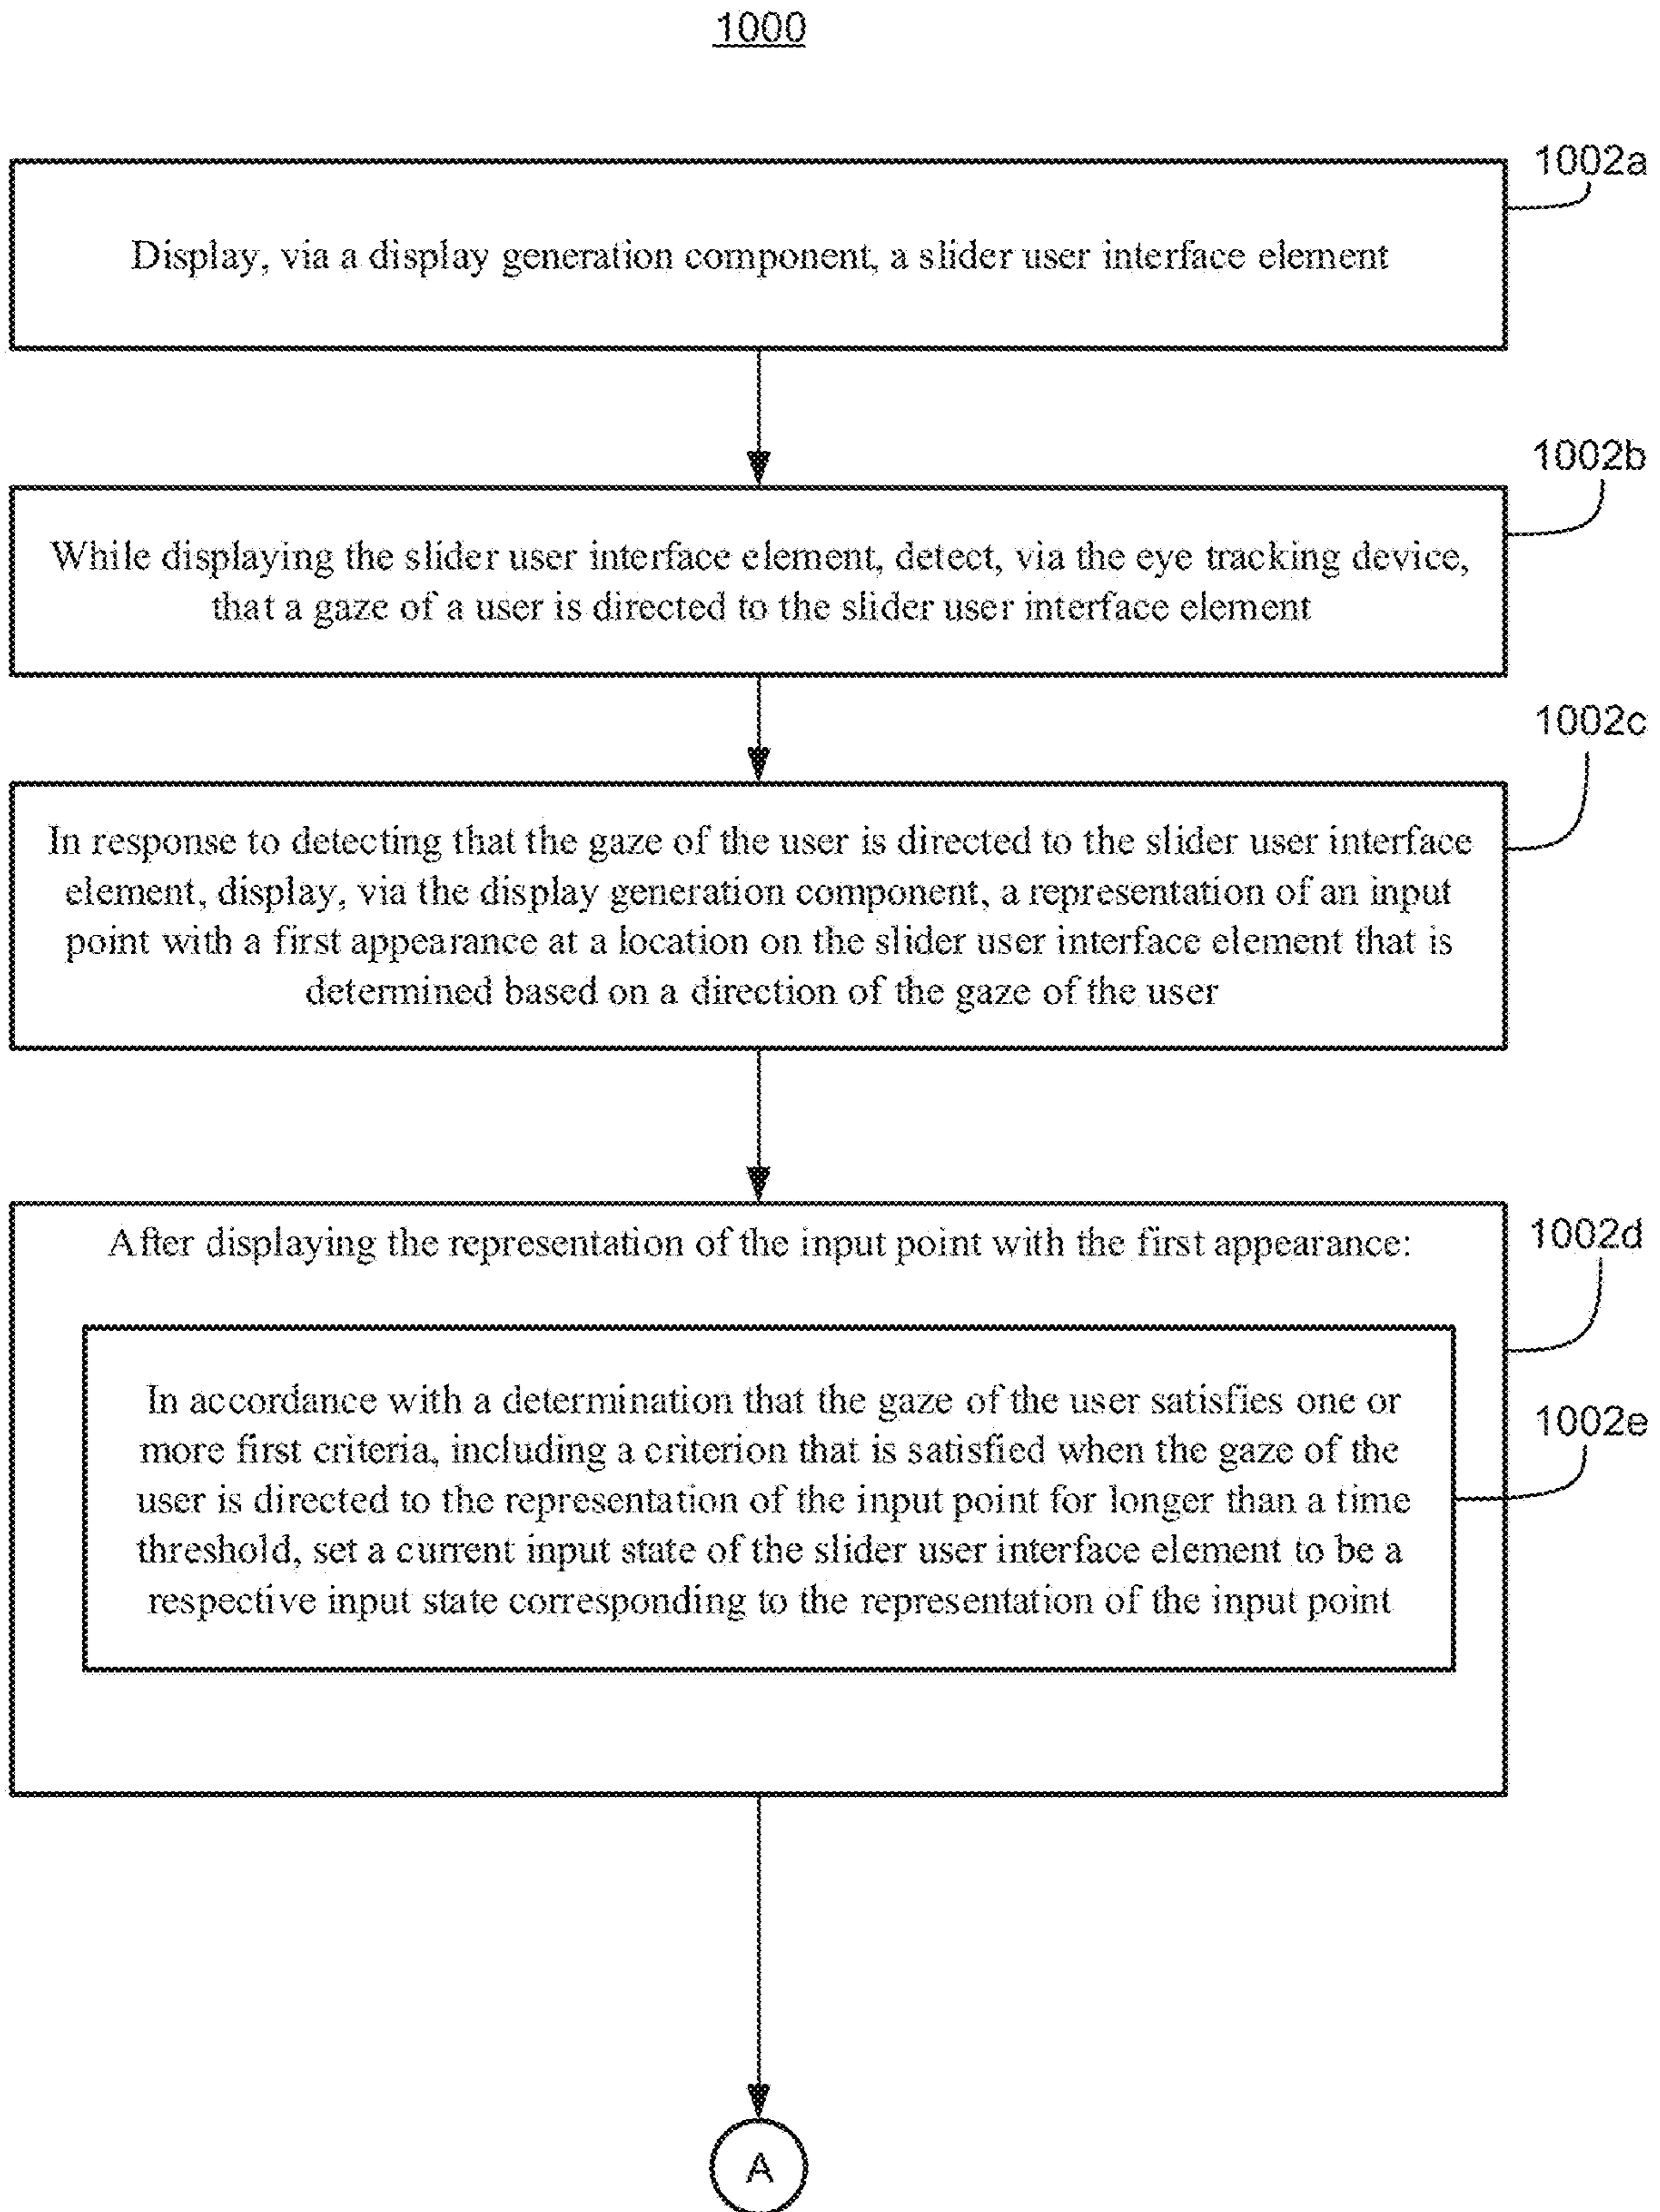 1000
1002a
Display, via a display generation component, a slider user interface element
1002b
While displaying the slider user interface element, detect, via the eye tracking device,
that a gaze of a user is directed to the slider user interface element
1002c
In response to detecting that the gaze of the user is directed to the slider user interface
element, display, via the display generation component, a representation of an input
point with a first appearance at a location on the slider user interface element that is
determined based on a direction of the gaze of the user
1002d
After displaying the representation of the input point with the first appearance:
1002e
In accordance with a determination that the gaze of the user satisfies one or
more first criteria, including a criterion that is satisfied when the gaze of the
user is directed to the representation of the input point for longer than a time
threshold, set a current input state of the slider user interface element to be a
respective input state corresponding to the representation of the input point
A